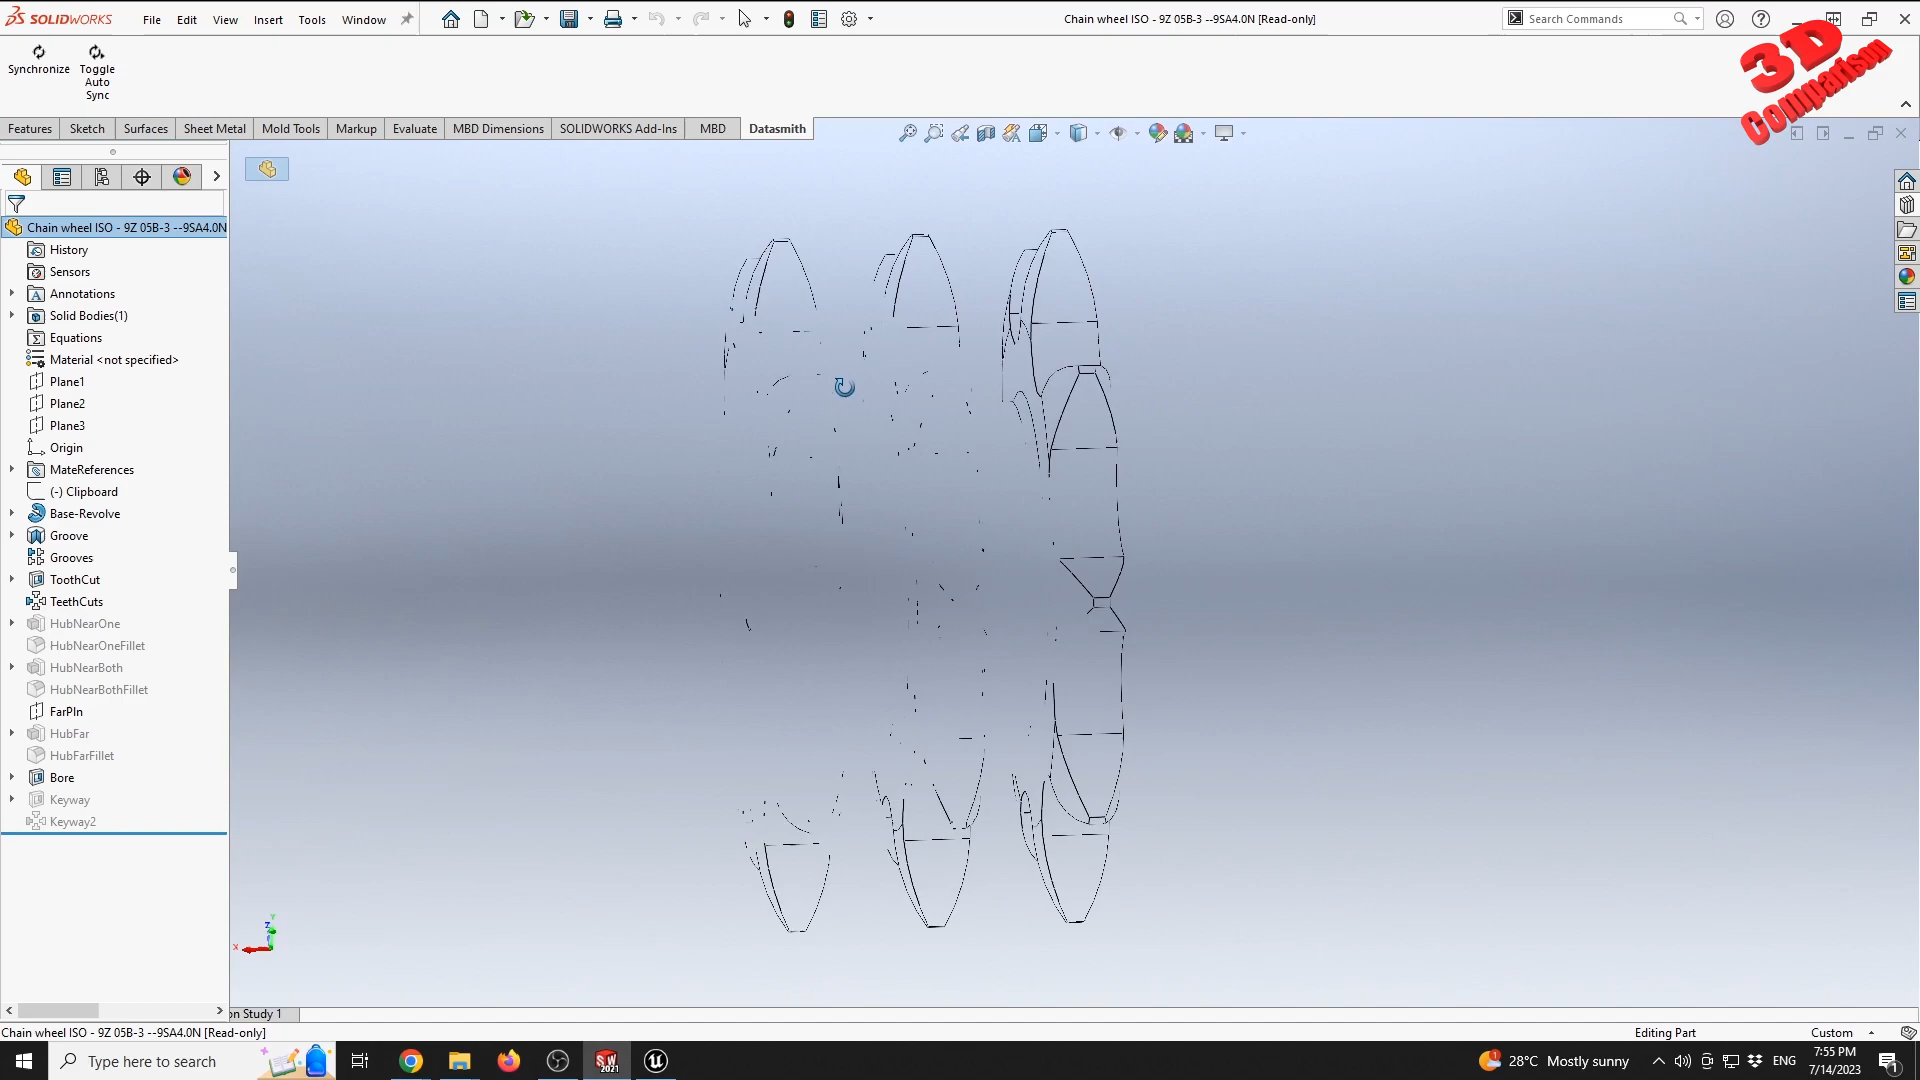 SOLIDWORKS
File Edit View Insert Tools Window
Chain wheel ISO - 9Z 05B-3 --9SA4.0N [Read-only]
Search Commands
3D
Comparison
Synchronize
Toggle
Auto
Sync
Features Sketch Surfaces Sheet Metal Mold Tools Markup Evaluate MBD Dimensions SOLIDWORKS Add-Ins MBD Datasmith
Chain wheel ISO - 9Z 05B-3 --9SA4.0N
History
Sensors
Annotations
Solid Bodies(1)
Equations
Material <not specified>
Plane1
Plane2
Plane3
Origin
MateReferences
(-) Clipboard
Base-Revolve
Groove
Grooves
ToothCut
TeethCuts
HubNearOne
HubNearOneFillet
HubNearBoth
HubNearBothFillet
FarPln
HubFar
HubFarFillet
Bore
Keyway
Keyway2
X Y Z
on Study 1
Chain wheel ISO - 9Z 05B-3 --9SA4.0N [Read-only]
Editing Part
Custom
Type here to search
SW
2021
1
28°C Mostly sunny
ENG
7:55 PM
7/14/2023
1